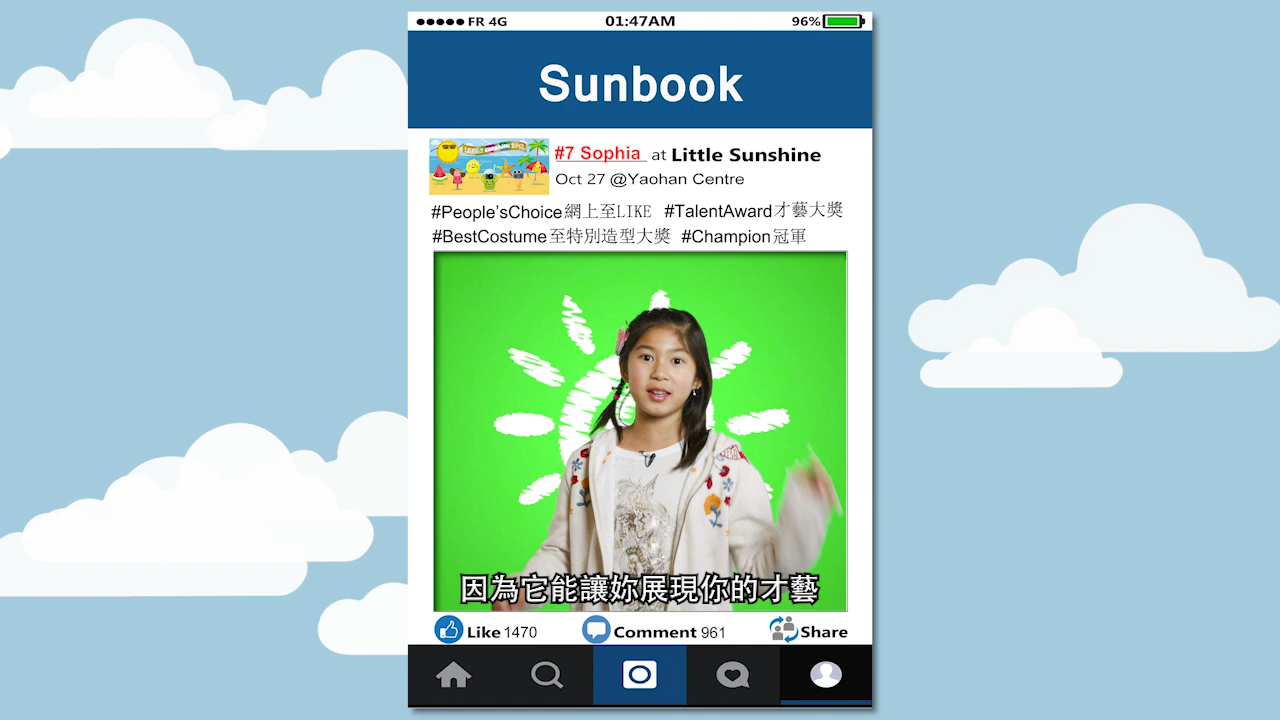 FR 4G 01:47AM 96%
Sunbook
#7 Sophia at Little Sunshine
Oct 27 @Yaohan Centre
#People'sChoice網上至LIKE #TalentAward才藝大獎
#BestCostume至特別造型大獎 #Champion冠軍
因為它能讓妳展現你的才藝
Like 1470 Comment 961 Share